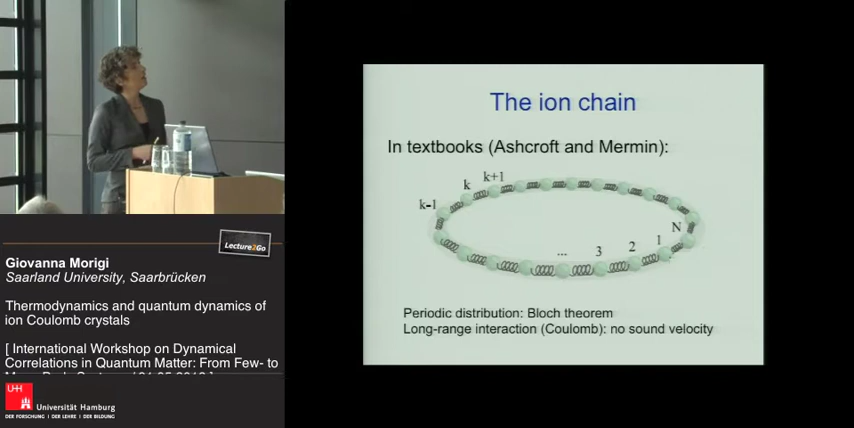 The ion chain
In textbooks (Ashcroft and Mermin):
k-1
k
k+1
N
1
2
3
...
Periodic distribution: Bloch theorem
Long-range interaction (Coulomb): no sound velocity
Lecture2Go
Giovanna Morigi
Saarland University, Saarbrücken
Thermodynamics and quantum dynamics of
ion Coulomb crystals
[ International Workshop on Dynamical
Correlations in Quantum Matter: From Few- to
UH
Universität Hamburg
DER FORSCHUNG | DER LEHRE | DER BILDUNG